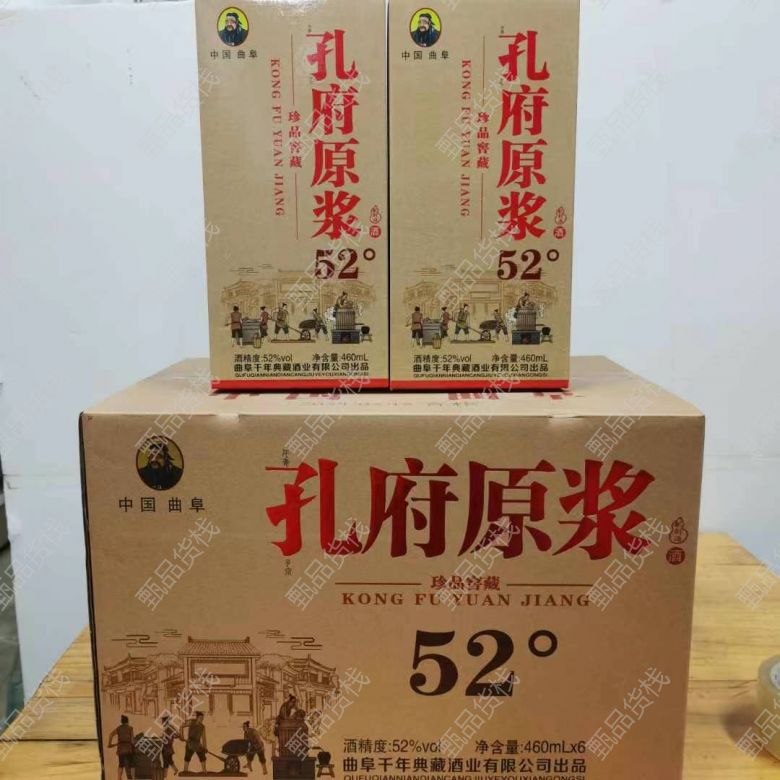 中国 曲阜
孔府原浆
KONG FU YUAN JIANG
珍品窖藏
酒
52°
酒精度:52%vol 净含量:460mL
曲阜千年典藏酒业有限公司出品
QUFUQIANNIANDIANCANGJIUYEYOUXIANGONGSI
中国 曲阜
孔府原浆
KONG FU YUAN JIANG
珍品窖藏
酒
52°
酒精度:52%vol 净含量:460mL
曲阜千年典藏酒业有限公司出品
QUFUQIANNIANDIANCANGJIUYEYOUXIANGONGSI
中国 曲阜
孔府原浆
酒
珍品窖藏
KONG FU YUAN JIANG
52°
酒精度:52%vol 净含量:460mLx6
曲阜千年典藏酒业有限公司出品
甄品货栈